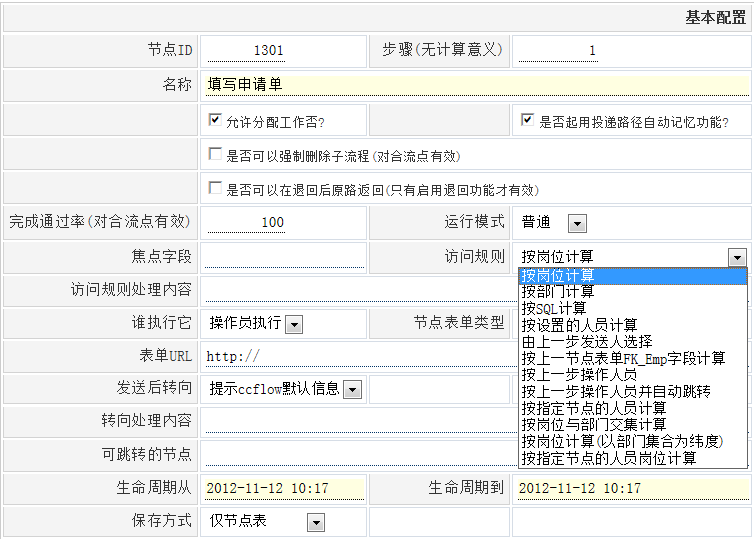 基本配置
节点ID 1301 步骤(无计算意义) 1
名称 填写申请单
允许分配工作否? 是否起用投递路径自动记忆功能?
是否可以强制删除子流程(对合流点有效)
是否可以在退回后原路返回(只有启用退回功能才有效)
完成通过率(对合流点有效) 100 运行模式 普通
焦点字段 访问规则 按岗位计算
按岗位计算
访问规则处理内容 按部门计算
按SQL计算
谁执行它 操作员执行 节点表单类型 按设置的人员计算
由上一步发送人选择
表单URL http:// 按上一节点表单FK_Emp字段计算
按上一步操作人员
发送后转向 提示ccflow默认信息 按上一步操作人员并自动跳转
按指定节点的人员计算
转向处理内容 按岗位与部门交集计算
按岗位计算(以部门集合为纬度)
可跳转的节点 按指定节点的人员岗位计算
生命周期从 2012-11-12 10:17 生命周期到 2012-11-12 10:17
保存方式 仅节点表